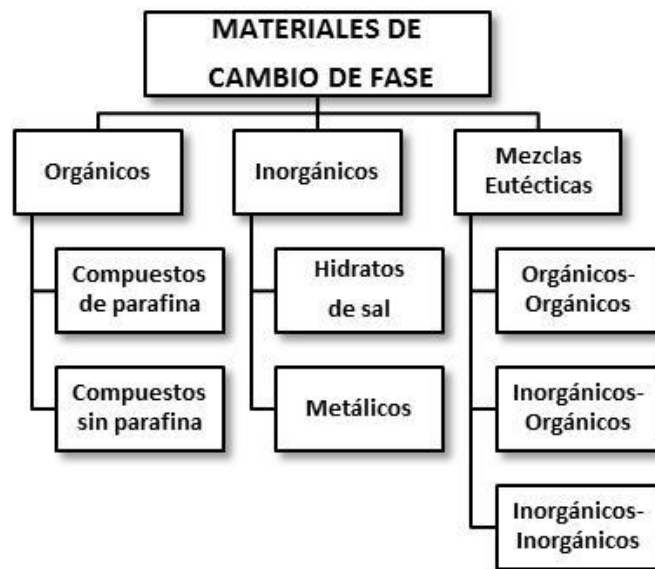 MATERIALES DE
CAMBIO DE FASE
Orgánicos
Compuestos
de parafina
Compuestos
sin parafina
Inorgánicos
Hidratos
de sal
Metálicos
Mezclas
Eutécticas
Orgánicos-
Orgánicos
Inorgánicos-
Orgánicos
Inorgánicos-
Inorgánicos